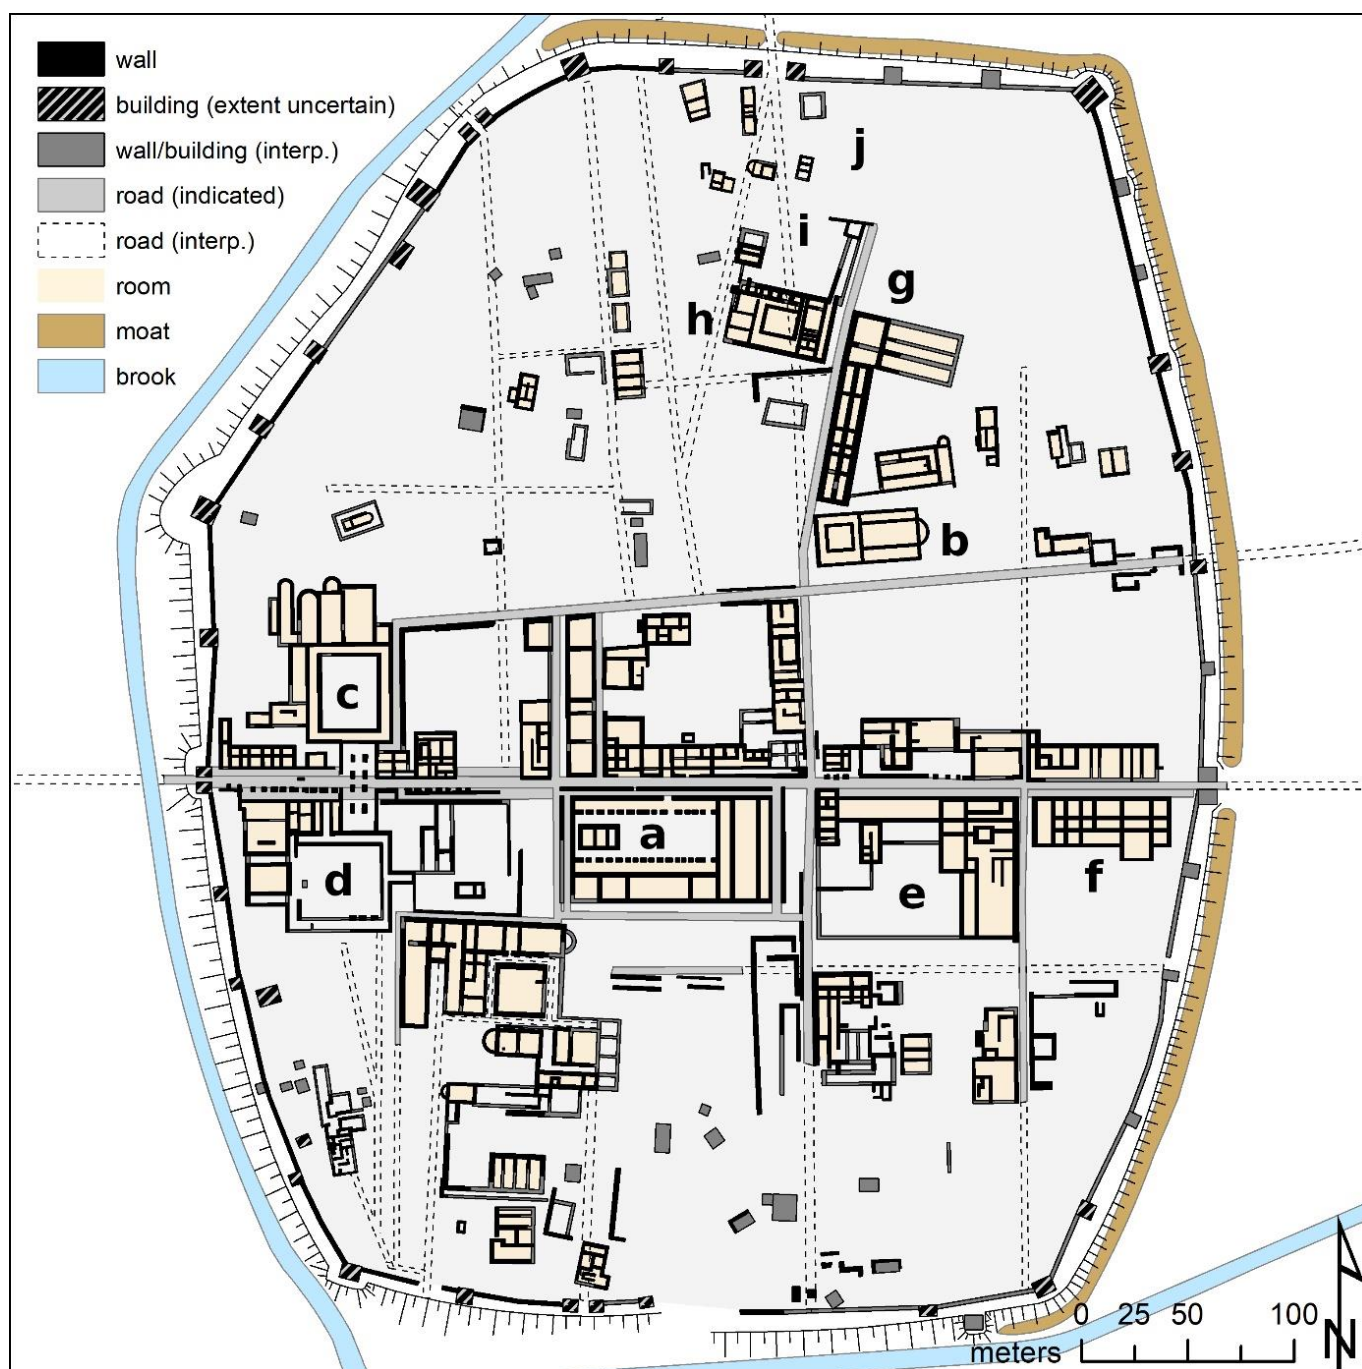 wall
building (extent uncertain)
wall/building (interp.)
road (indicated)
road (interp.)
room
moat
brook
j
i
g
h
b
c
a
d
e
f
0 25 50 100
meters
N